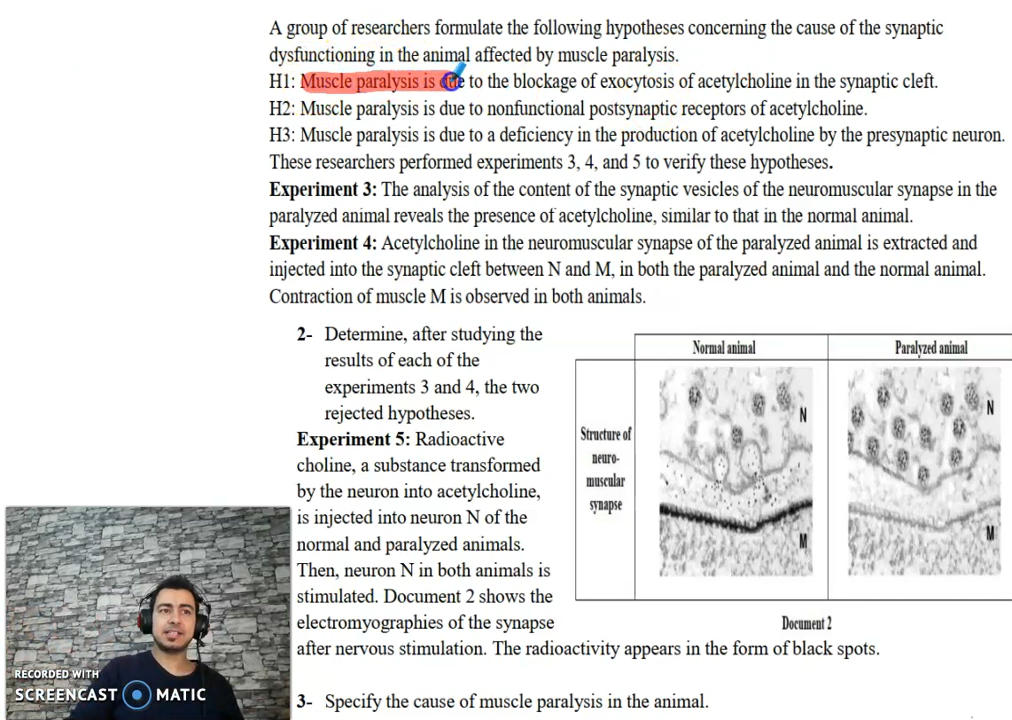 A group of researchers formulate the following hypotheses concerning the cause of the synaptic
dysfunctioning in the animal affected by muscle paralysis.
H1: Muscle paralysis is due to the blockage of exocytosis of acetylcholine in the synaptic cleft.
H2: Muscle paralysis is due to nonfunctional postsynaptic receptors of acetylcholine.
H3: Muscle paralysis is due to a deficiency in the production of acetylcholine by the presynaptic neuron.
These researchers performed experiments 3, 4, and 5 to verify these hypotheses.
Experiment 3: The analysis of the content of the synaptic vesicles of the neuromuscular synapse in the
paralyzed animal reveals the presence of acetylcholine, similar to that in the normal animal.
Experiment 4: Acetylcholine in the neuromuscular synapse of the paralyzed animal is extracted and
injected into the synaptic cleft between N and M, in both the paralyzed animal and the normal animal.
Contraction of muscle M is observed in both animals.
2- Determine, after studying the
results of each of the
experiments 3 and 4, the two
rejected hypotheses.
Experiment 5: Radioactive
choline, a substance transformed
by the neuron into acetylcholine,
is injected into neuron N of the
normal and paralyzed animals.
Then, neuron N in both animals is
stimulated. Document 2 shows the
electromyographies of the synapse
after nervous stimulation. The radioactivity appears in the form of black spots.
Normal animal
Paralyzed animal
Structure of
neuro-
muscular
synapse
N
M
N
M
Document 2
3- Specify the cause of muscle paralysis in the animal.
RECORDED WITH
SCREENCAST MATIC